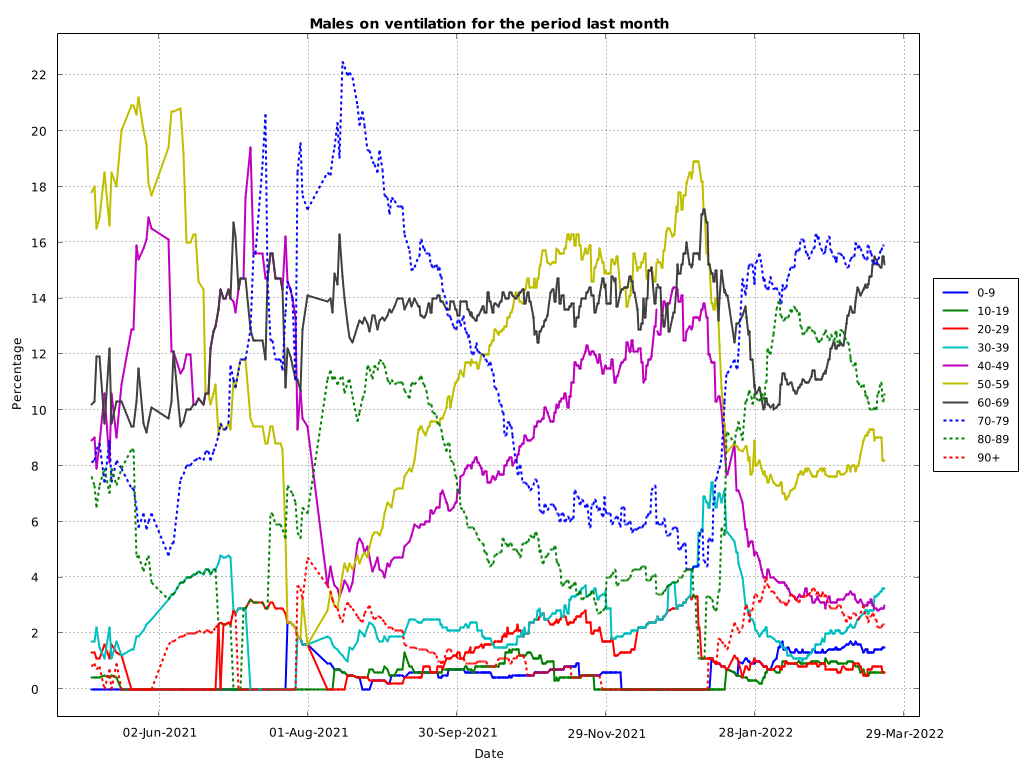 Males on ventilation for the period last month
22
20
18
16
14
12
10
8
6
4
2
0
Percentage
02-Jun-2021
01-Aug-2021
30-Sep-2021
29-Nov-2021
28-Jan-2022
29-Mar-2022
Date
0-9
10-19
20-29
30-39
40-49
50-59
60-69
70-79
80-89
90+